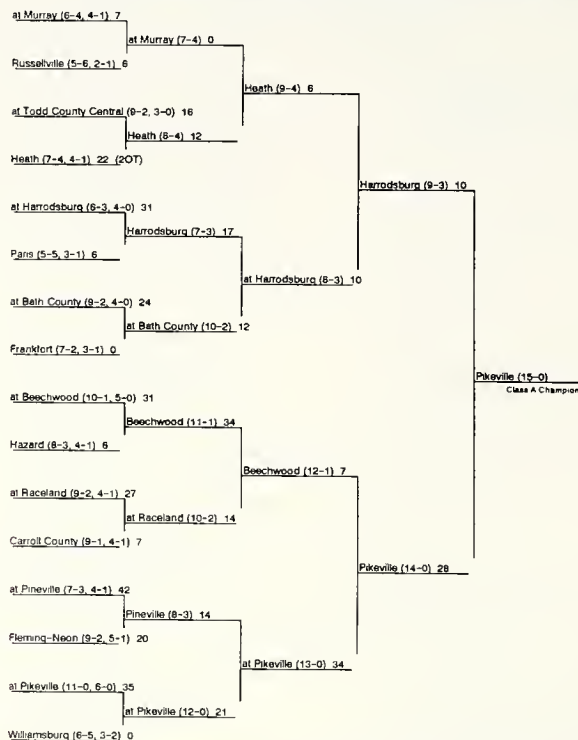 at Murray (6-4, 4-1) 7
at Murray (7-4) 0
Russellville (5-6, 2-1) 6
Heath (9-4) 6
at Todd County Central (9-2, 3-0) 16
Heath (8-4) 12
Heath (7-4, 4-1) 22 (2OT)
Harrodsburg (9-3) 10
at Harrodsburg (6-3, 4-0) 31
Harrodsburg (7-3) 17
Paris (5-5, 3-1) 6
at Harrodsburg (8-3) 10
at Bath County (9-2, 4-0) 24
at Bath County (10-2) 12
Frankfort (7-2, 3-1) 0
Pikeville (15-0)
Class A Champion
at Beechwood (10-1, 5-0) 31
Beechwood (11-1) 34
Hazard (8-3, 4-1) 6
Beechwood (12-1) 7
at Raceland (9-2, 4-1) 27
at Raceland (10-2) 14
Carroll County (9-1, 4-1) 7
Pikeville (14-0) 28
at Pineville (7-3, 4-1) 42
Pineville (8-3) 14
Fleming-Neon (9-2, 5-1) 20
at Pikeville (13-0) 34
at Pikeville (11-0, 6-0) 35
at Pikeville (12-0) 21
Williamsburg (6-5, 3-2) 0